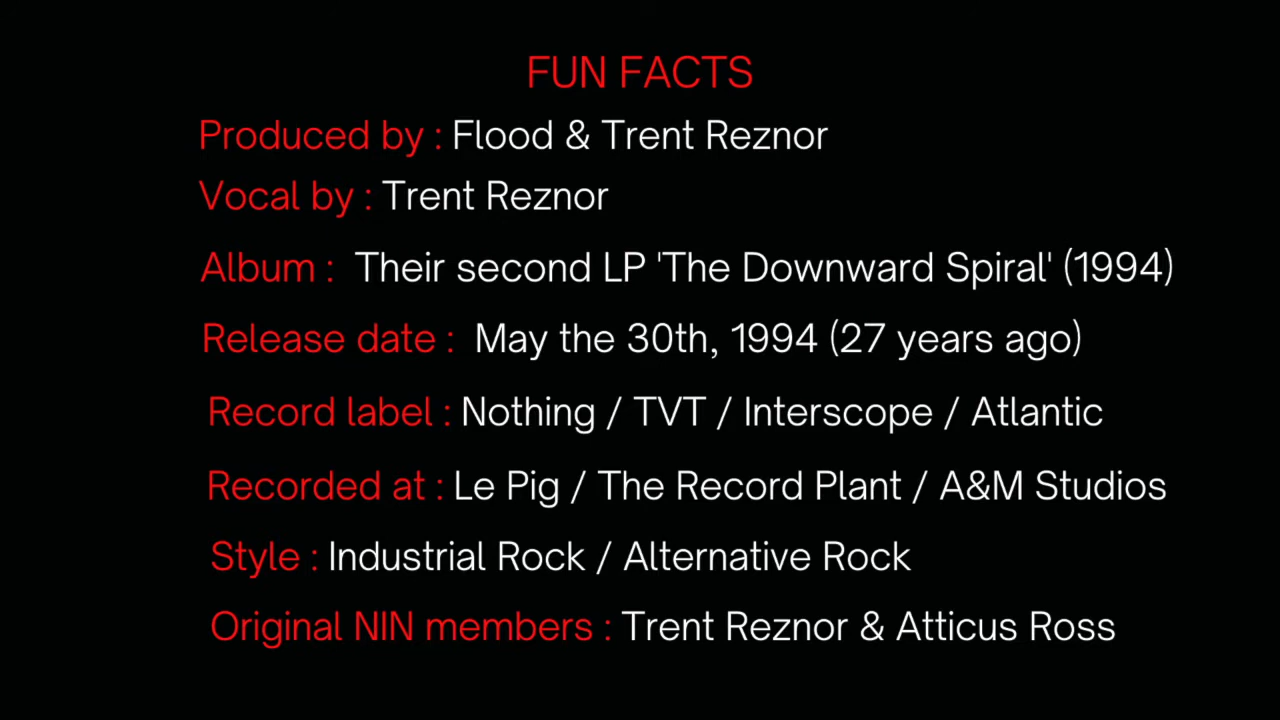 FUN FACTS
Produced by : Flood & Trent Reznor
Vocal by : Trent Reznor
Album : Their second LP 'The Downward Spiral' (1994)
Release date : May the 30th, 1994 (27 years ago)
Record label : Nothing / TVT / Interscope / Atlantic
Recorded at : Le Pig / The Record Plant / A&M Studios
Style : Industrial Rock / Alternative Rock
Original NIN members : Trent Reznor & Atticus Ross